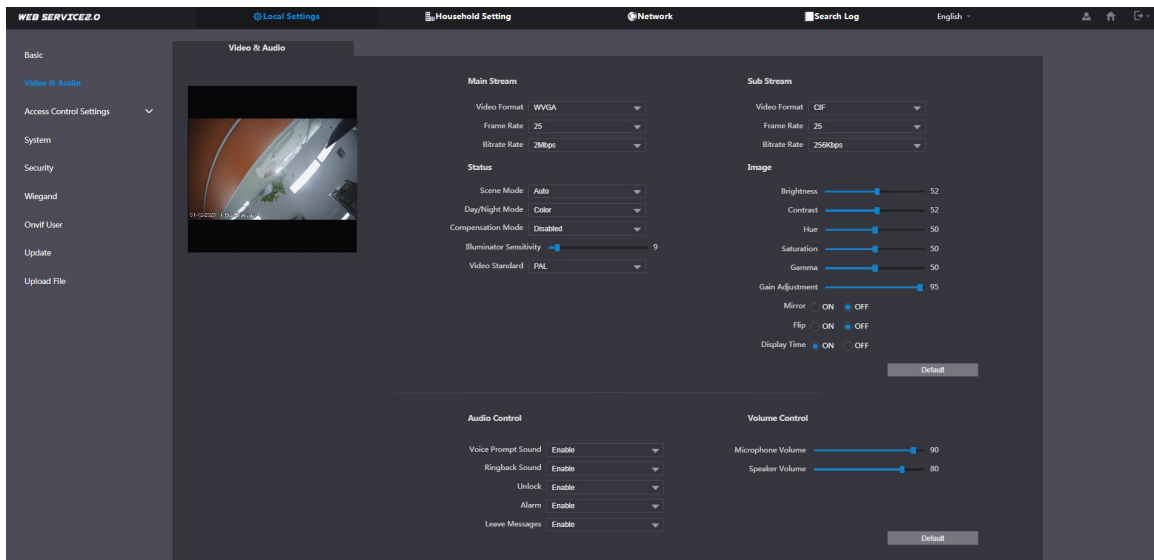 WEB SERVICE2.0 Local Settings Household Setting Network Search Log English
Basic
Video & Audio
Access Control Settings
System
Security
Wiegand
Onvif User
Update
Upload File
Video & Audio
Main Stream
Video Format WVGA
Frame Rate 25
Bitrate Rate 2Mbps
Status
Scene Mode Auto
Day/Night Mode Color
Compensation Mode Disabled
Illuminator Sensitivity 9
Video Standard PAL
Sub Stream
Video Format CIF
Frame Rate 25
Bitrate Rate 256Kbps
Image
Brightness 52
Contrast 52
Hue 50
Saturation 50
Gamma 50
Gain Adjustment 95
Mirror ON OFF
Flip ON OFF
Display Time ON OFF
Default
Audio Control
Voice Prompt Sound Enable
Ringback Sound Enable
Unlock Enable
Alarm Enable
Leave Messages Enable
Volume Control
Microphone Volume 90
Speaker Volume 80
Default